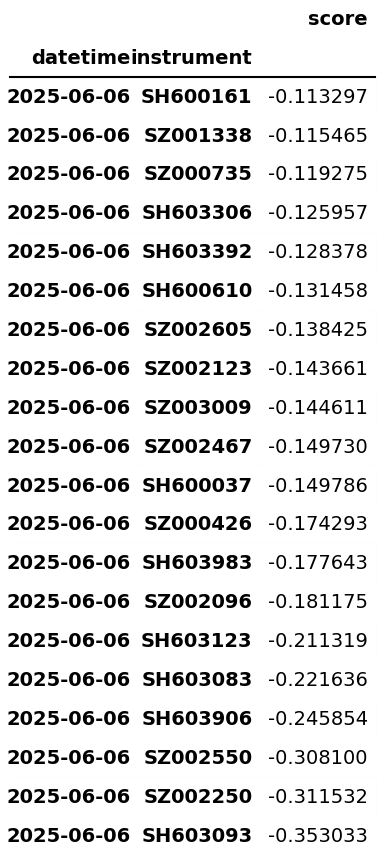 score
datetime instrument
2025-06-06 SH600161 -0.113297
2025-06-06 SZ001338 -0.115465
2025-06-06 SZ000735 -0.119275
2025-06-06 SH603306 -0.125957
2025-06-06 SH603392 -0.128378
2025-06-06 SH600610 -0.131458
2025-06-06 SZ002605 -0.138425
2025-06-06 SZ002123 -0.143661
2025-06-06 SZ003009 -0.144611
2025-06-06 SZ002467 -0.149730
2025-06-06 SH600037 -0.149786
2025-06-06 SZ000426 -0.174293
2025-06-06 SH603983 -0.177643
2025-06-06 SZ002096 -0.181175
2025-06-06 SH603123 -0.211319
2025-06-06 SH603083 -0.221636
2025-06-06 SH603906 -0.245854
2025-06-06 SZ002550 -0.308100
2025-06-06 SZ002250 -0.311532
2025-06-06 SH603093 -0.353033